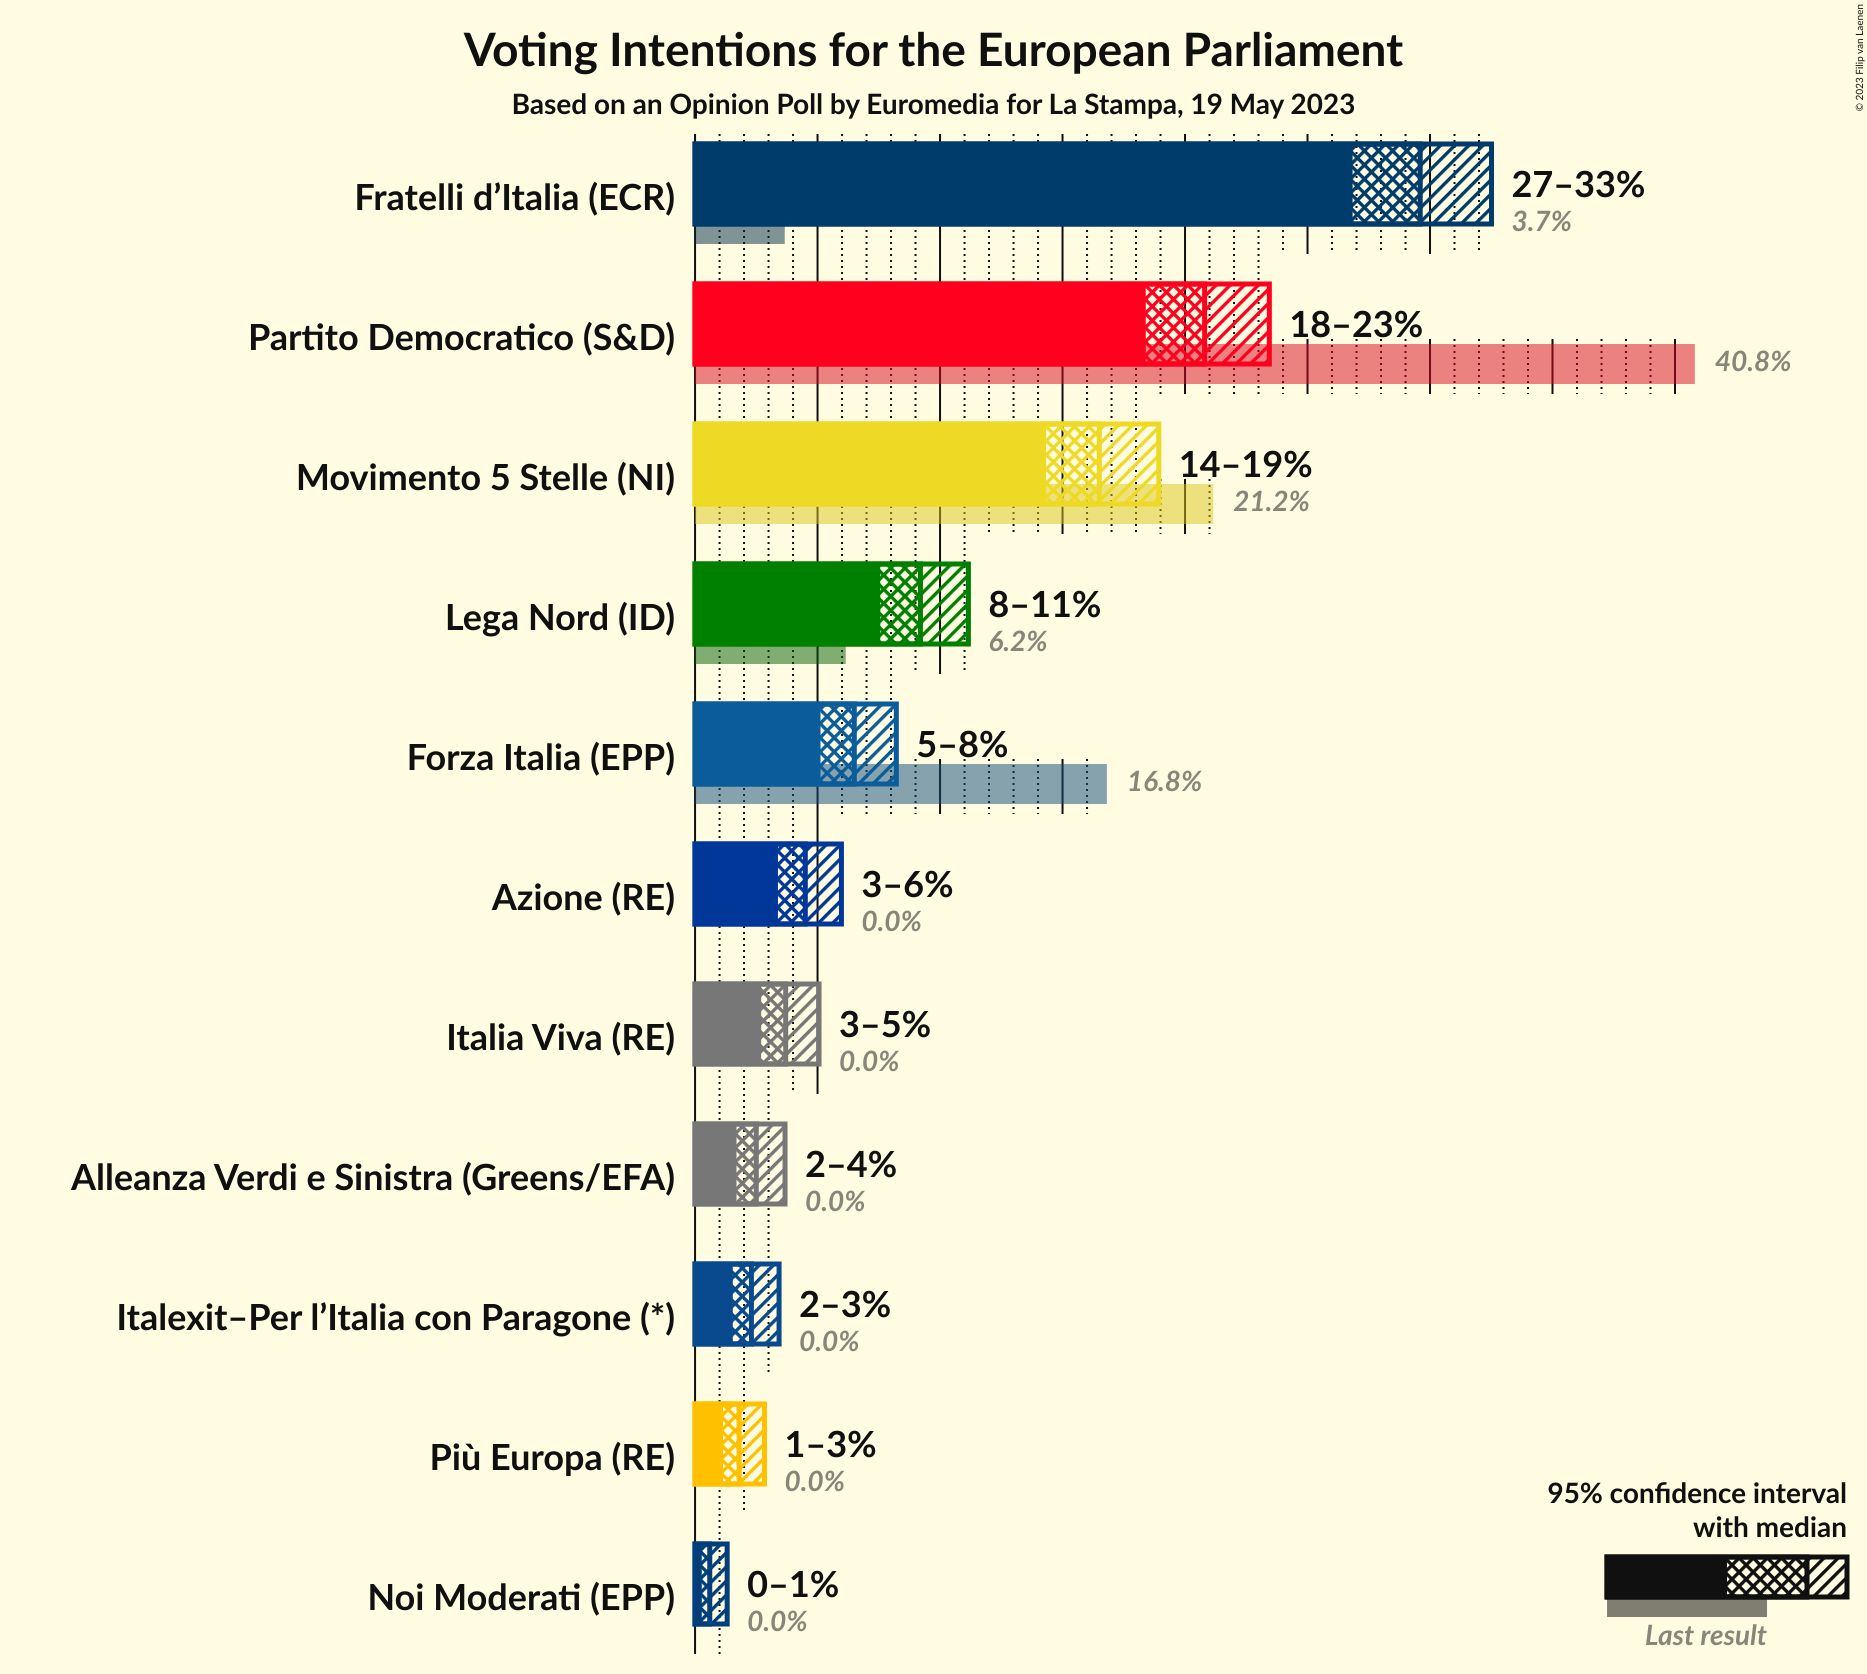 Voting Intentions for the European Parliament
Based on an Opinion Poll by Euromedia for La Stampa, 19 May 2023
© 2023 Filip van Laenen
Fratelli d’Italia (ECR)
27–33%
3.7%
Partito Democratico (S&D)
18–23%
40.8%
Movimento 5 Stelle (NI)
14–19%
21.2%
Lega Nord (ID)
8–11%
6.2%
Forza Italia (EPP)
5–8%
16.8%
Azione (RE)
3–6%
0.0%
Italia Viva (RE)
3–5%
0.0%
Alleanza Verdi e Sinistra (Greens/EFA)
2–4%
0.0%
Italexit–Per l’Italia con Paragone (*)
2–3%
0.0%
Più Europa (RE)
1–3%
0.0%
Noi Moderati (EPP)
0–1%
0.0%
95% confidence interval
with median
Last result